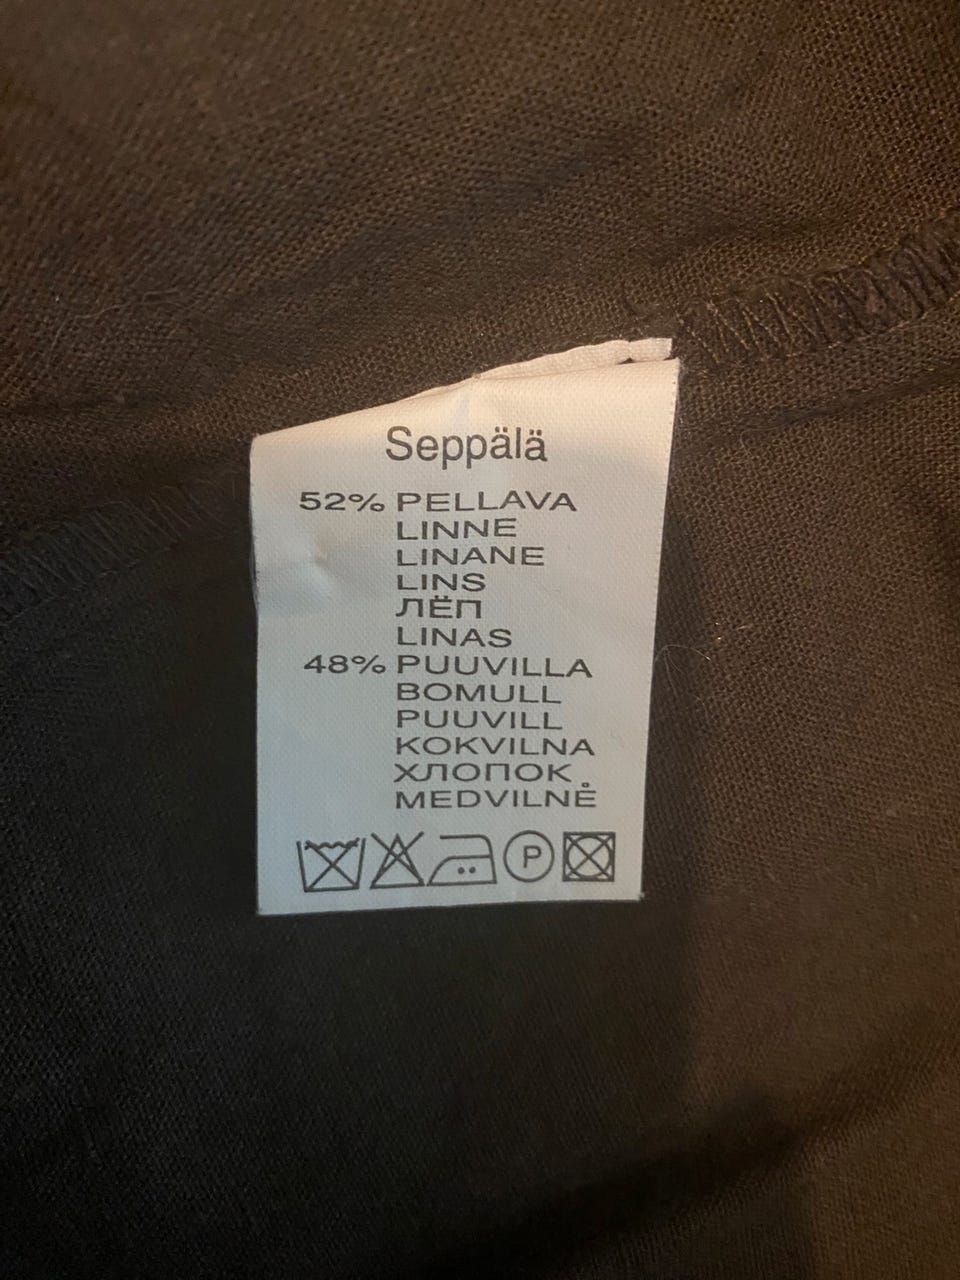 Seppälä
52% PELLAVA
LINNE
LINANE
LINS
ЛЁП
LINAS
48% PUUVILLA
BOMULL
PUUVILL
KOKVILNA
ХЛОПОК
MEDVILNĖ
P